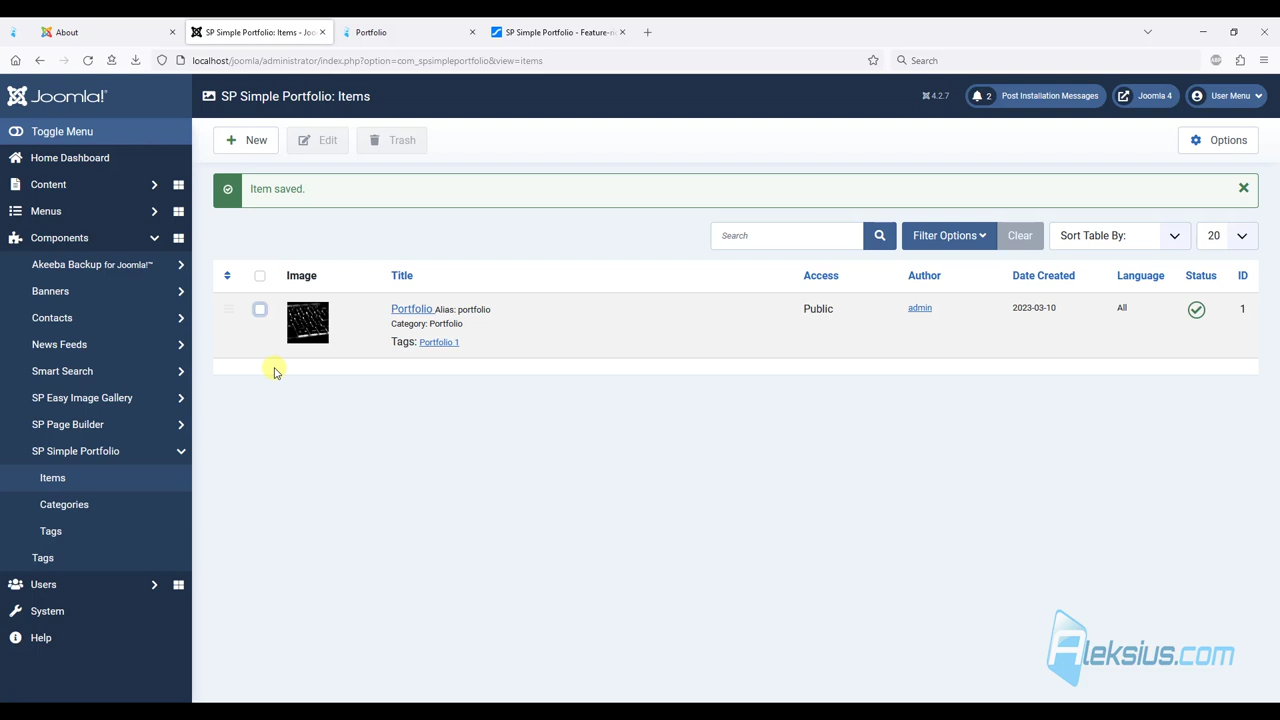 About
SP Simple Portfolio: Items - Joo
Portfolio
SP Simple Portfolio - Feature-r
localhost/joomla/administrator/index.php?option=com_spsimpleportfolio&view=items
Search
Joomla!
SP Simple Portfolio: Items
4.2.7
2
Post Installation Messages
Joomla 4
User Menu
Toggle Menu
New
Edit
Trash
Options
Home Dashboard
Content
Menus
Components
Akeeba Backup for Joomla!™
Banners
Contacts
News Feeds
Smart Search
SP Easy Image Gallery
SP Page Builder
SP Simple Portfolio
Items
Categories
Tags
Tags
Users
System
Help
Item saved.
Search
Filter Options
Clear
Sort Table By:
20
Image
Title
Access
Author
Date Created
Language
Status
ID
Portfolio Alias: portfolio
Category: Portfolio
Tags: Portfolio 1
Public
admin
2023-03-10
All
1
Aleksius.com